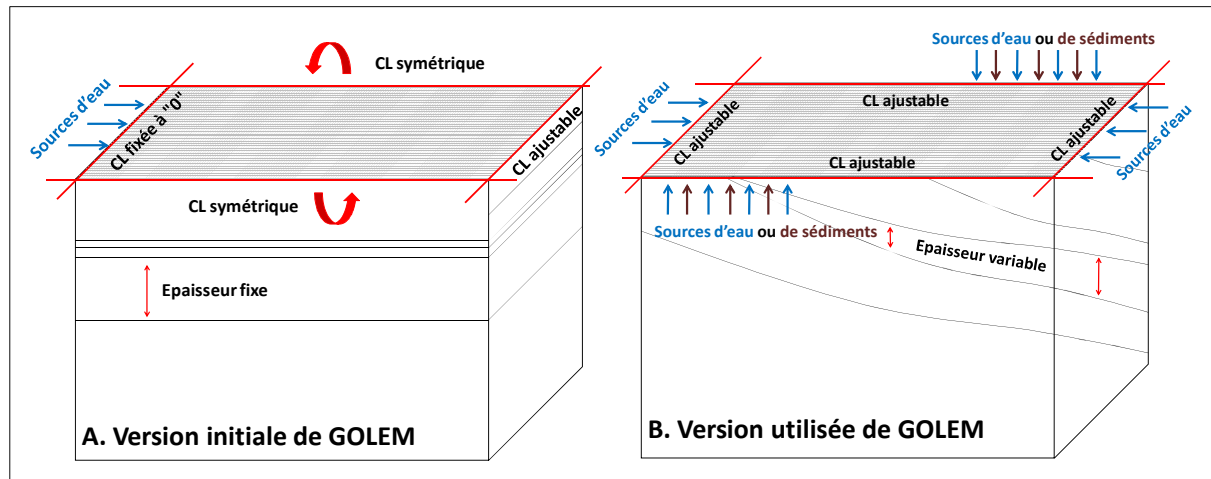 CL symétrique
Sources d'eau
CL fixée à "0"
CL ajustable
CL symétrique
Epaisseur fixe
A. Version initiale de GOLEM
Sources d'eau ou de sédiments
CL ajustable
Sources d'eau
CL ajustable
CL ajustable
Sources d'eau
CL ajustable
Sources d'eau ou de sédiments
Epaisseur variable
B. Version utilisée de GOLEM